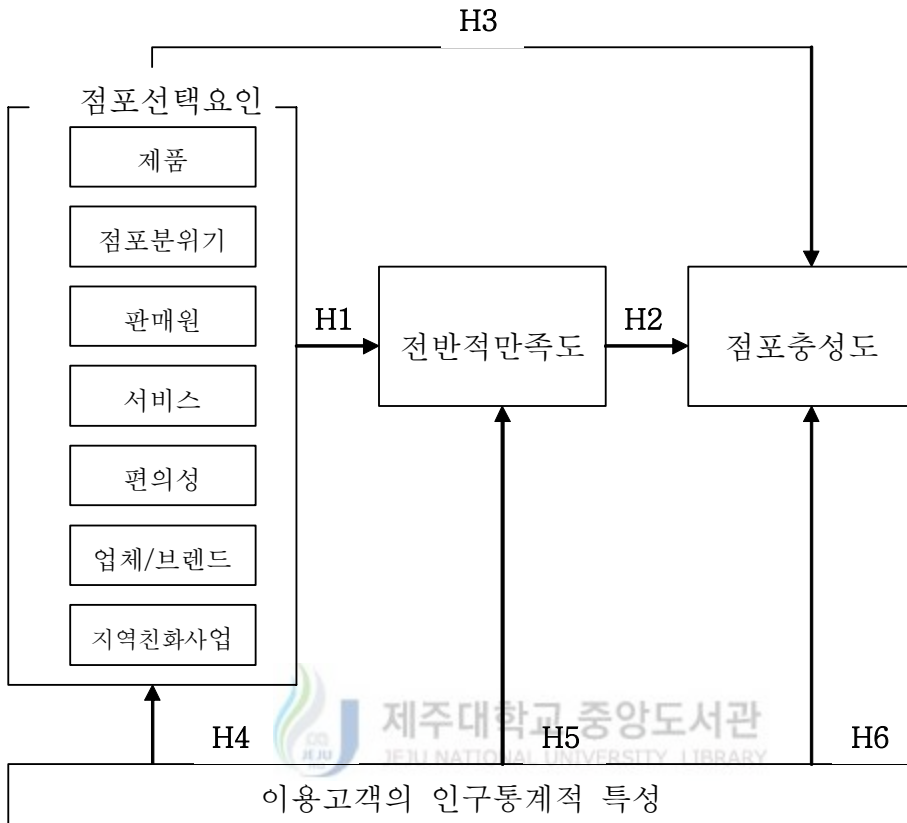 H3
점포선택요인
제품
점포분위기
판매원
서비스
편의성
업체/브렌드
지역친화사업
H1
전반적만족도
H2
점포충성도
H4
H5
H6
제주대학교 중앙도서관
JEJU NATIONAL UNIVERSITY LIBRARY
JEJU
이용고객의 인구통계적 특성